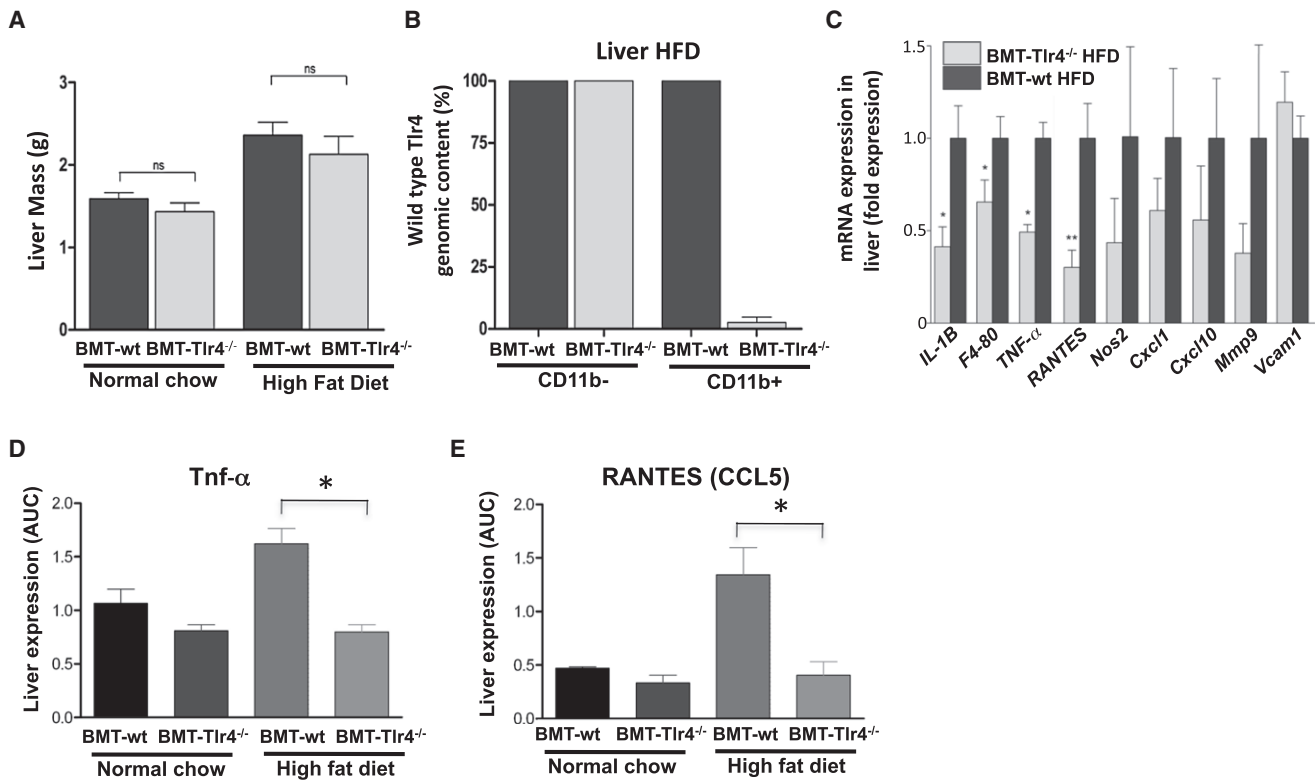 A
Liver Mass (g)
3
2
1
0
ns
ns
BMT-wt BMT-Tlr4-/- BMT-wt BMT-Tlr4-/-
Normal chow High Fat Diet
B
Liver HFD
Wild type Tlr4
genomic content (%)
100
75
50
25
0
BMT-wt BMT-Tlr4-/- BMT-wt BMT-Tlr4-/-
CD11b- CD11b+
C
mRNA expression in
liver (fold expression)
1.5
1.0
0.5
0
BMT-Tlr4-/- HFD
BMT-wt HFD
* * * **
IL-1B F4-80 TNF-α RANTES Nos2 Cxcl1 Cxcl10 Mmp9 Vcam1
D
Tnf-α
Liver expression (AUC)
2.0
1.5
1.0
0.5
0.0
*
BMT-wt BMT-Tlr4-/- BMT-wt BMT-Tlr4-/-
Normal chow High fat diet
E
RANTES (CCL5)
Liver expression (AUC)
2.0
1.5
1.0
0.5
0.0
*
BMT-wt BMT-Tlr4-/- BMT-wt BMT-Tlr4-/-
Normal chow High fat diet